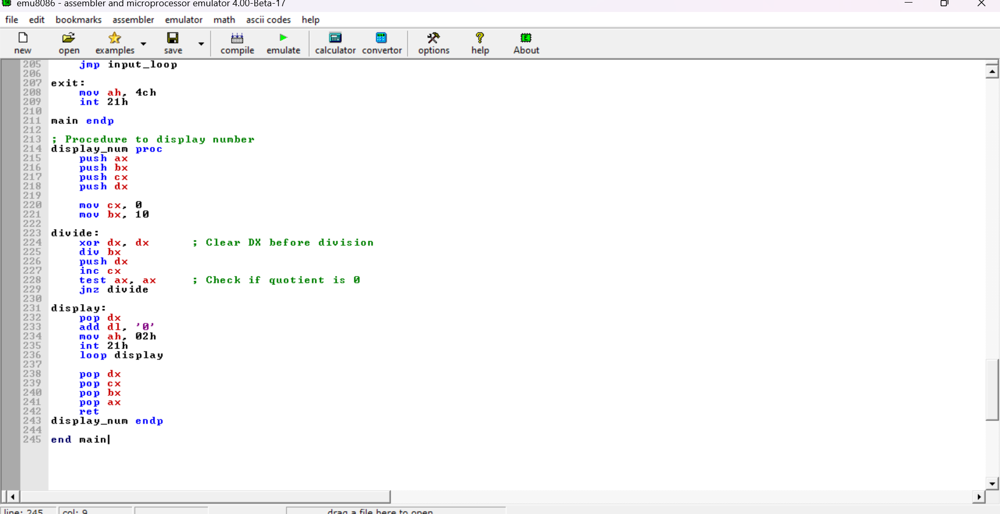 emu8086 - assembler and microprocessor emulator 4.00-Beta-17
file edit bookmarks assembler emulator math ascii codes help
new open examples save compile emulate calculator convertor options help About
205 jmp input_loop
206
207 exit:
208 mov ah, 4ch
209 int 21h
210
211 main endp
212
213 ; Procedure to display number
214 display_num proc
215 push ax
216 push bx
217 push cx
218 push dx
219
220 mov cx, 0
221 mov bx, 10
222
223 divide:
224 xor dx, dx ; Clear DX before division
225 div bx
226 push dx
227 inc cx
228 test ax, ax ; Check if quotient is 0
229 jnz divide
230
231 display:
232 pop dx
233 add dl, '0'
234 mov ah, 02h
235 int 21h
236 loop display
237
238 pop dx
239 pop cx
240 pop bx
241 pop ax
242 ret
243 display_num endp
244
245 end main
line: 245 col: 9 drag a file here to open